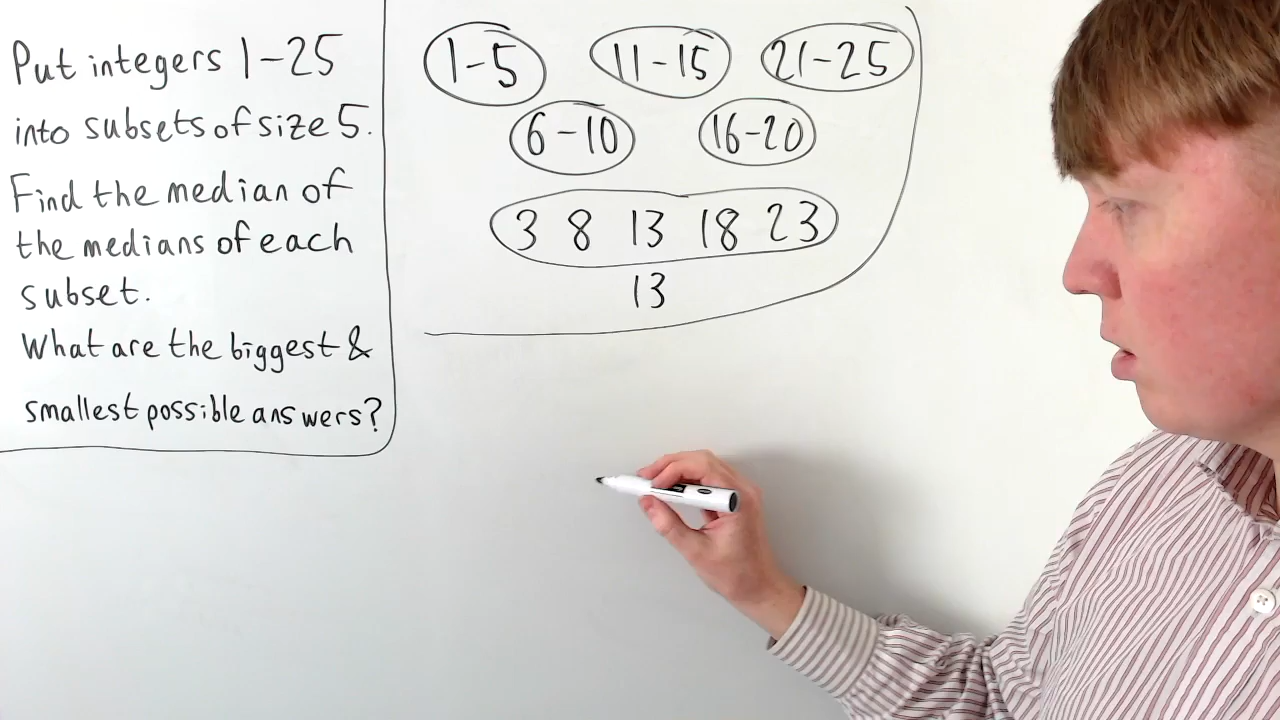 Put integers 1-25
into subsets of size 5.
Find the median of
the medians of each
subset.
What are the biggest &
smallest possible answers?
1-5 11-15 21-25
6-10 16-20
3 8 13 18 23
13